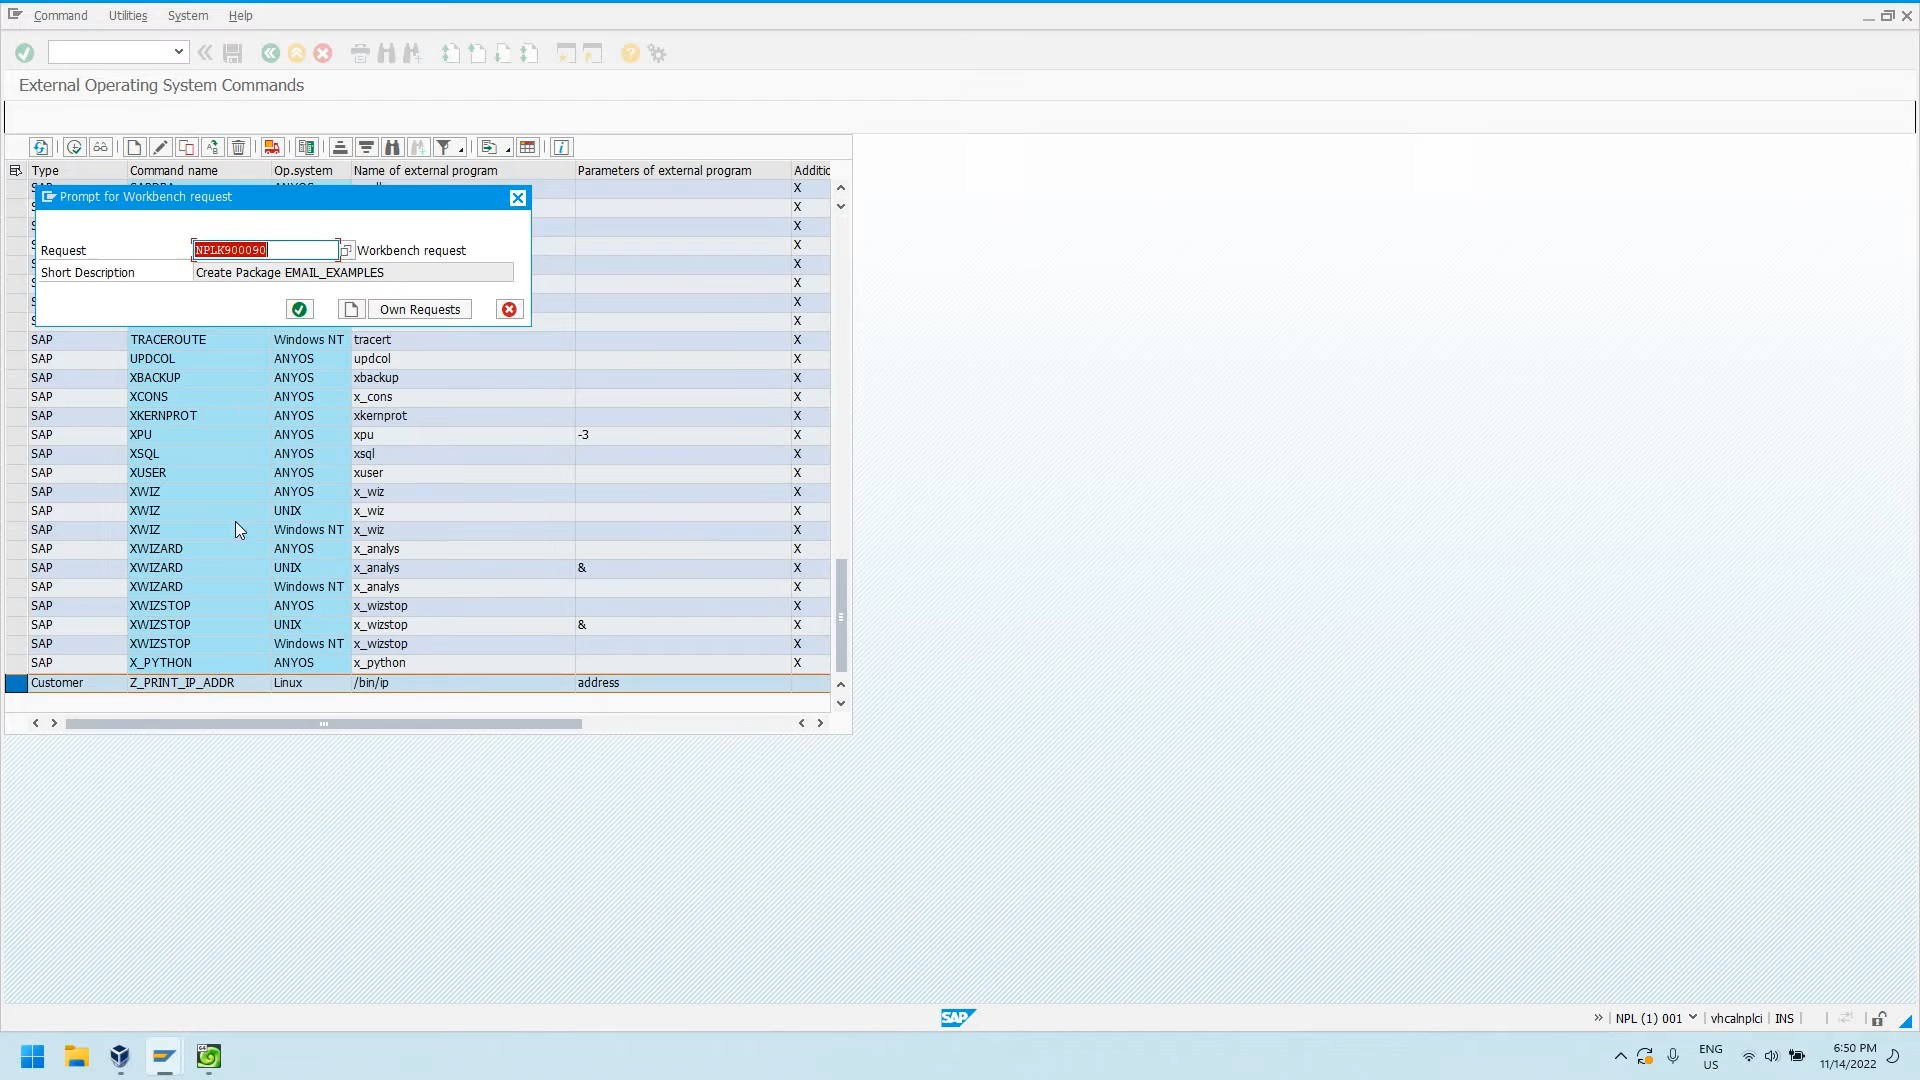 Command Utilities System Help
External Operating System Commands
Type Command name Op.system Name of external program Parameters of external program Additic
X
Prompt for Workbench request
X
X
Request NPLK900090 Workbench request
X
X
Short Description Create Package EMAIL_EXAMPLES
X
X
Own Requests
X
SAP TRACEROUTE Windows NT tracert X
SAP UPDCOL ANYOS updcol X
SAP XBACKUP ANYOS xbackup X
SAP XCONS ANYOS x_cons X
SAP XKERNPROT ANYOS xkernprot X
SAP XPU ANYOS xpu -3 X
SAP XSQL ANYOS xsql X
SAP XUSER ANYOS xuser X
SAP XWIZ ANYOS x_wiz X
SAP XWIZ UNIX x_wiz X
SAP XWIZ Windows NT x_wiz X
SAP XWIZARD ANYOS x_analys X
SAP XWIZARD UNIX x_analys & X
SAP XWIZARD Windows NT x_analys X
SAP XWIZSTOP ANYOS x_wizstop X
SAP XWIZSTOP UNIX x_wizstop & X
SAP XWIZSTOP Windows NT x_wizstop X
SAP X_PYTHON ANYOS x_python X
Customer Z_PRINT_IP_ADDR Linux /bin/ip address
SAP NPL (1) 001 vhcalnplci INS
ENG
US
6:50 PM
11/14/2022